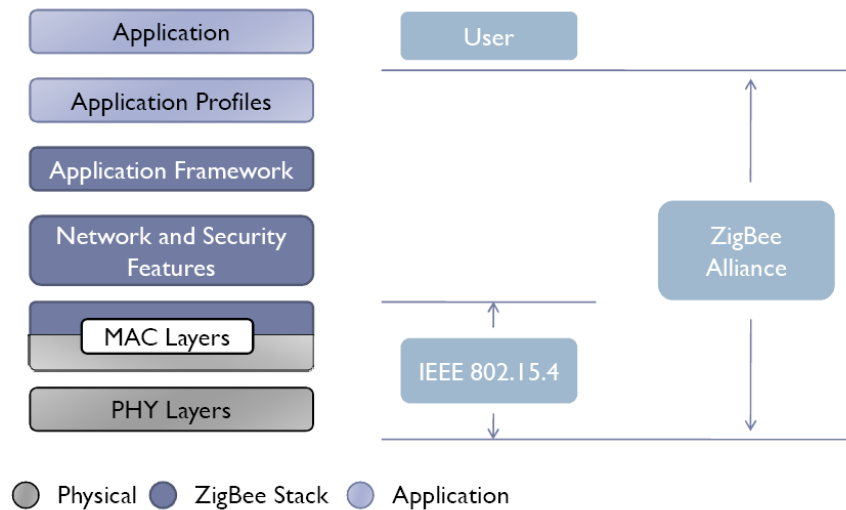 Application
User
Application Profiles
Application Framework
Network and Security
Features
ZigBee
Alliance
MAC Layers
IEEE 802.15.4
PHY Layers
Physical
ZigBee Stack
Application